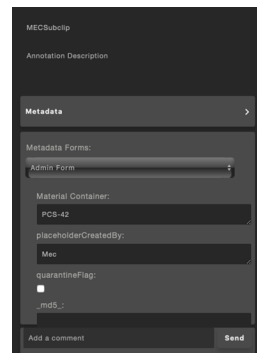 MECSubclip
Annotation Description
Metadata
Metadata Forms:
Admin Form
Material Container:
PCS-42
placeholderCreatedBy:
Mec
quarantineFlag:
_md5_:
Add a comment Send